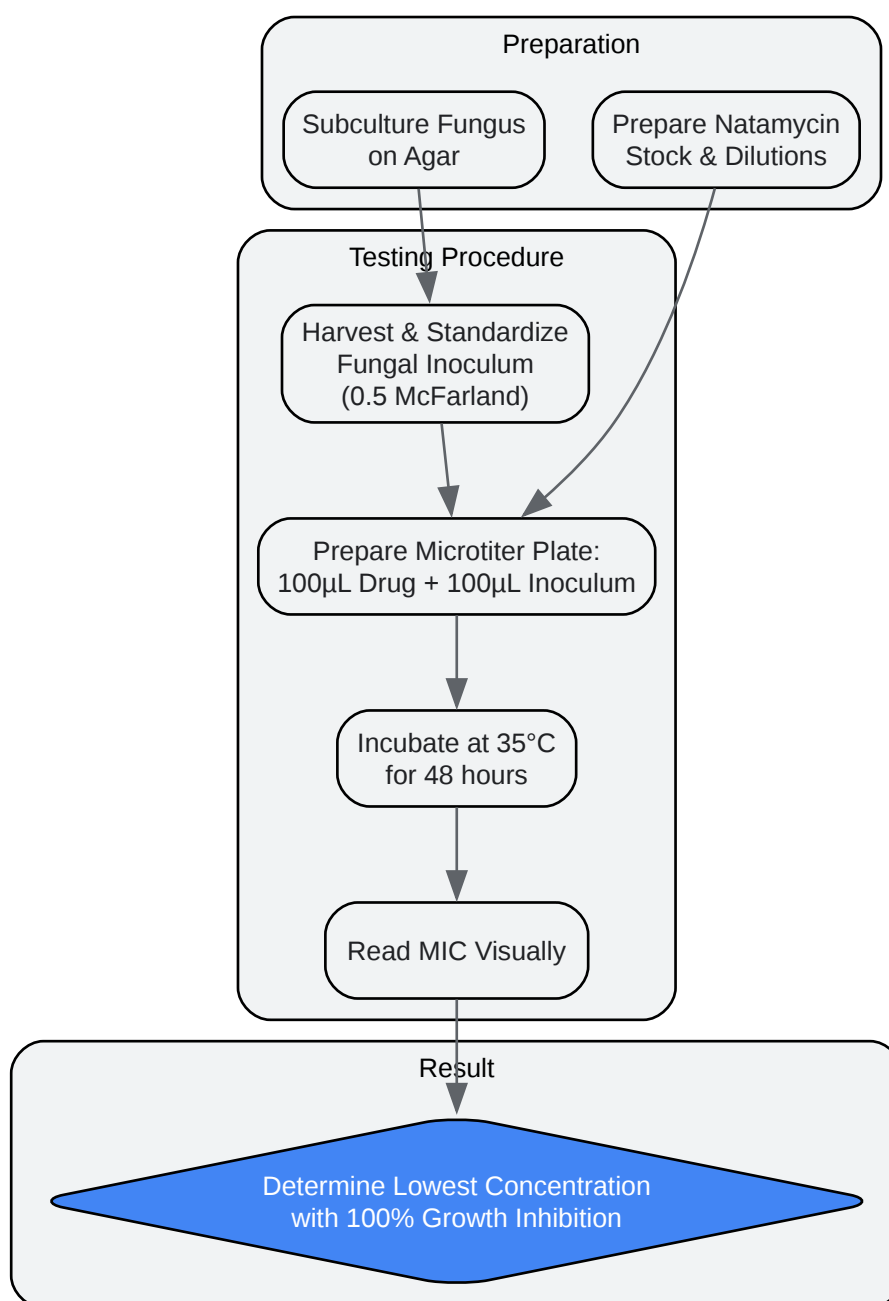 Preparation
Subculture Fungus
on Agar
Prepare Natamycin
Stock & Dilutions
Testing Procedure
Harvest & Standardize
Fungal Inoculum
(0.5 McFarland)
Prepare Microtiter Plate:
100µL Drug + 100µL Inoculum
Incubate at 35°C
for 48 hours
Read MIC Visually
Result
Determine Lowest Concentration
with 100% Growth Inhibition